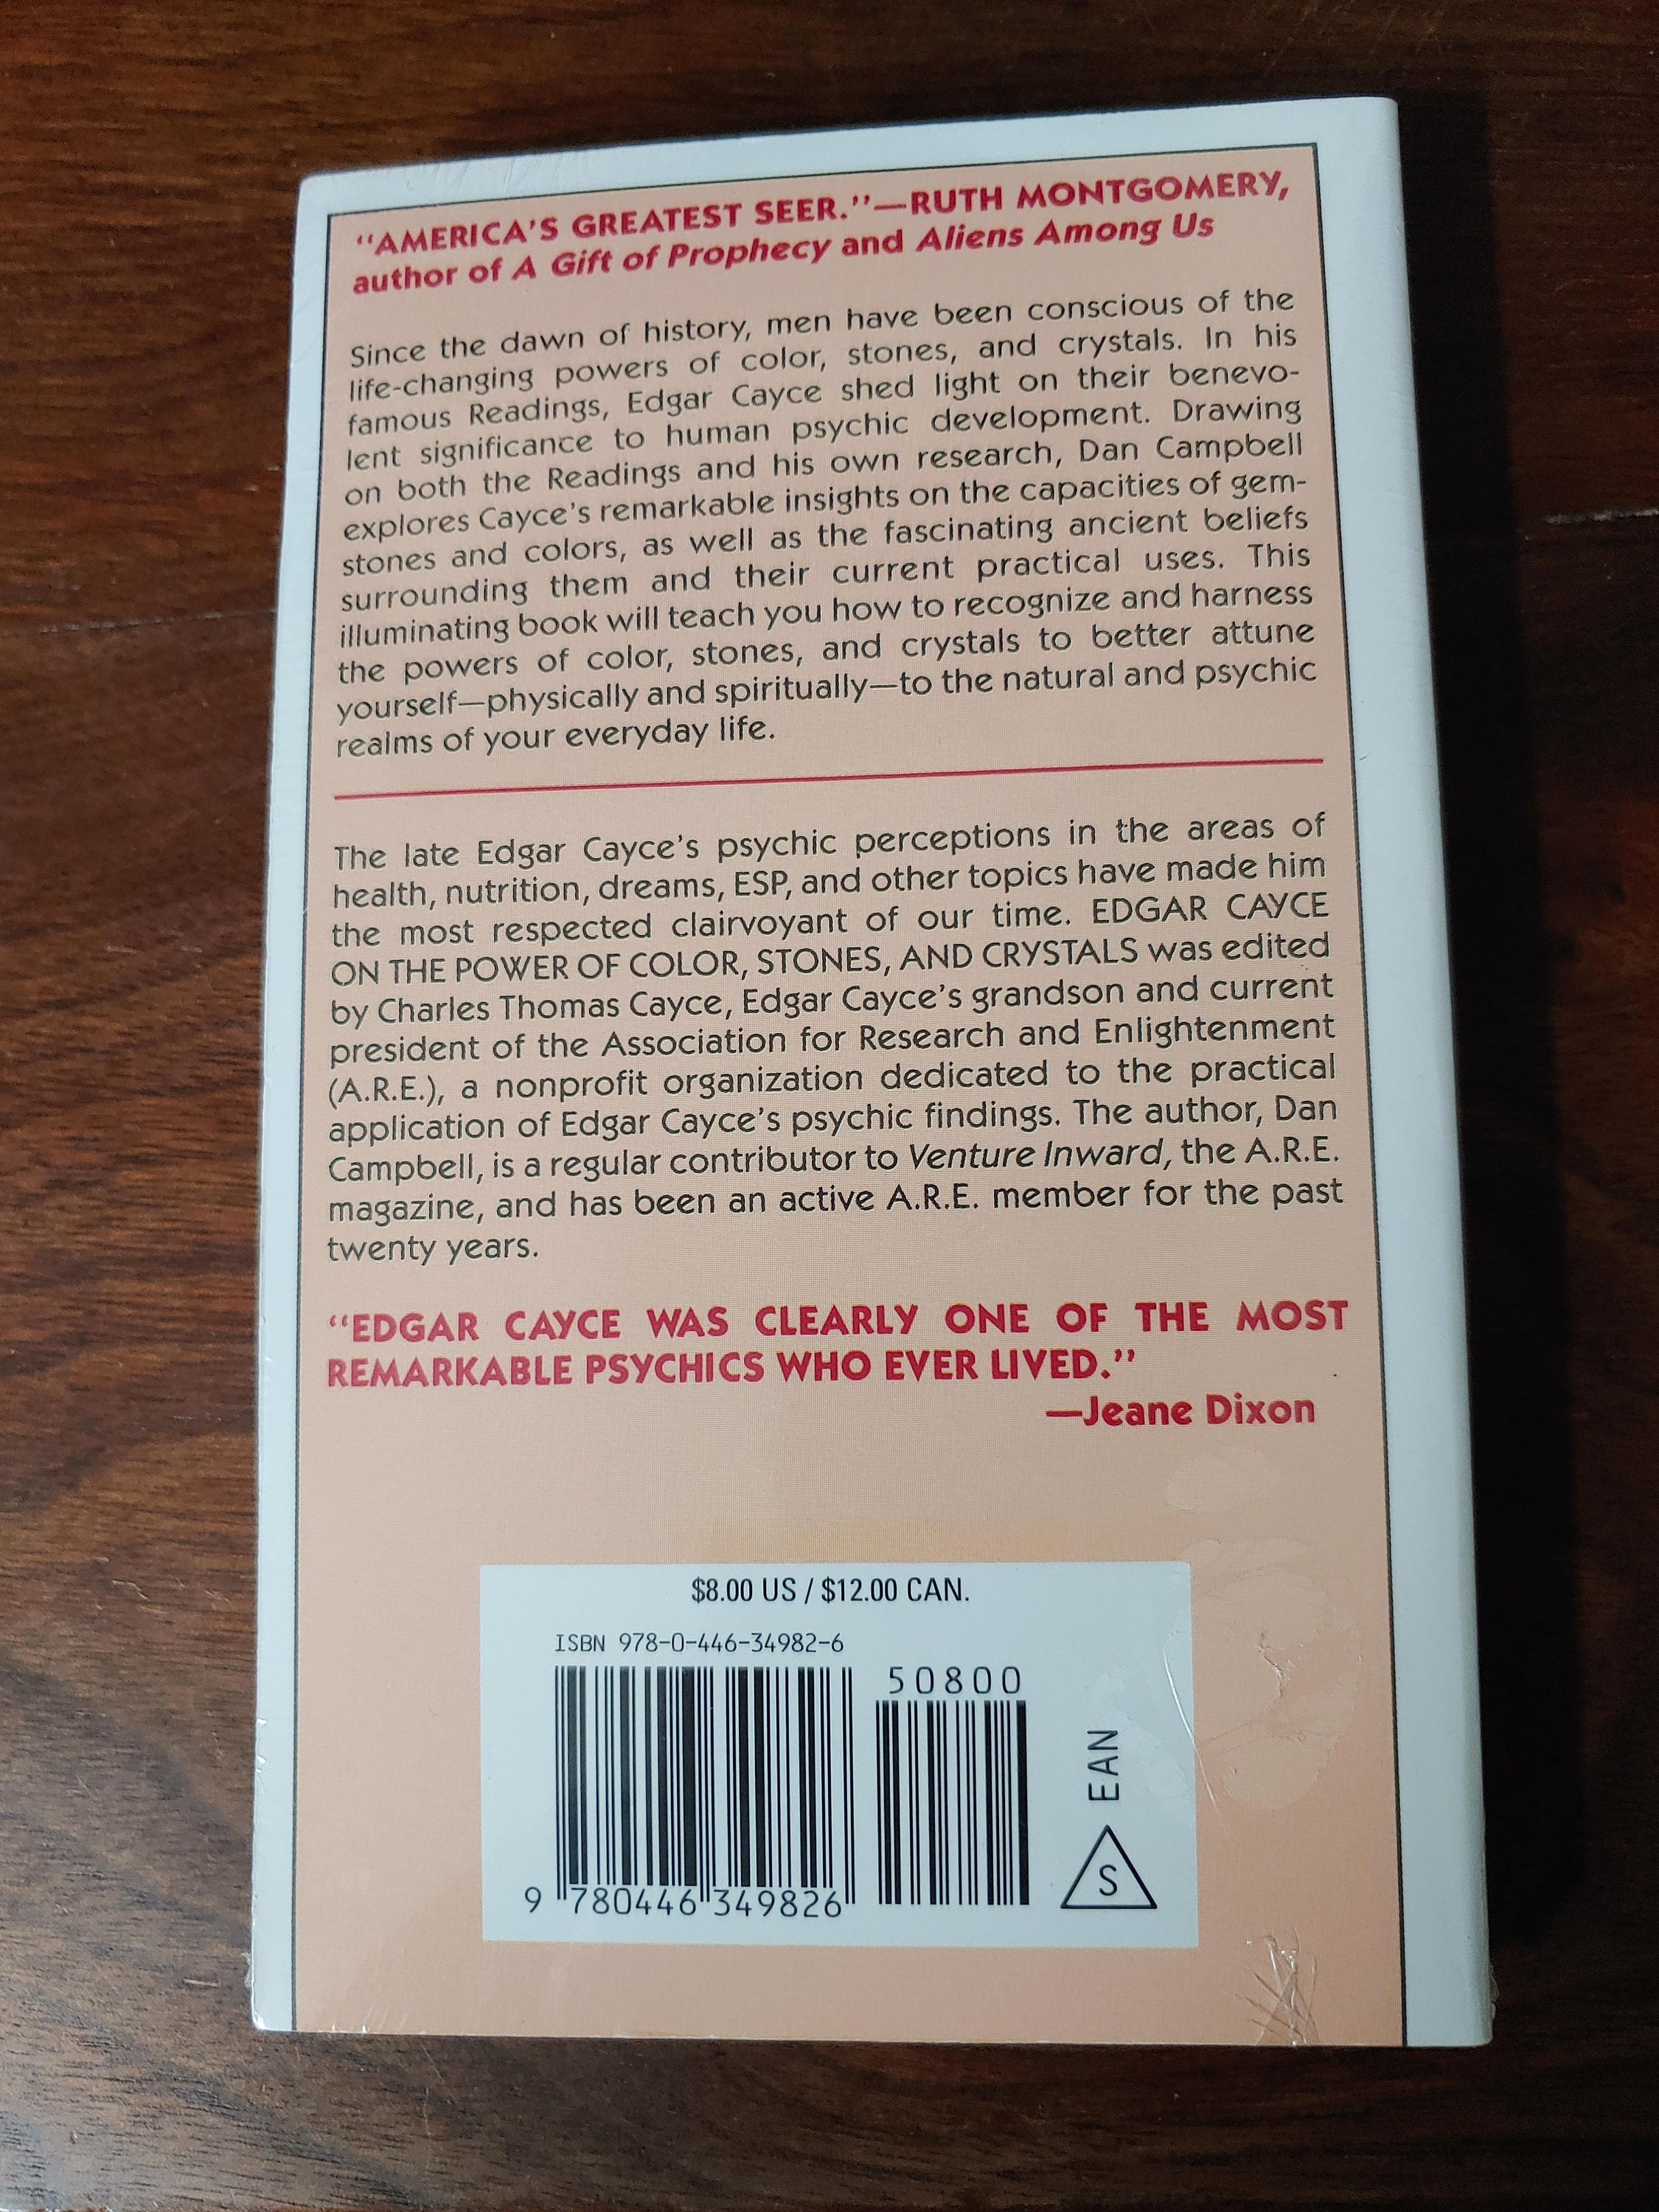 “AMERICA’S GREATEST SEER.”—RUTH MONTGOMERY,
author of A Gift of Prophecy and Aliens Among Us
Since the dawn of history, men have been conscious of the
life-changing powers of color, stones, and crystals. In his
famous Readings, Edgar Cayce shed light on their benevo-
lent significance to human psychic development. Drawing
on both the Readings and his own research, Dan Campbell
explores Cayce’s remarkable insights on the capacities of gem-
stones and colors, as well as the fascinating ancient beliefs
surrounding them and their current practical uses. This
illuminating book will teach you how to recognize and harness
the powers of color, stones, and crystals to better attune
yourself—physically and spiritually—to the natural and psychic
realms of your everyday life.
The late Edgar Cayce’s psychic perceptions in the areas of
health, nutrition, dreams, ESP, and other topics have made him
the most respected clairvoyant of our time. EDGAR CAYCE
ON THE POWER OF COLOR, STONES, AND CRYSTALS was edited
by Charles Thomas Cayce, Edgar Cayce’s grandson and current
president of the Association for Research and Enlightenment
(A.R.E.), a nonprofit organization dedicated to the practical
application of Edgar Cayce’s psychic findings. The author, Dan
Campbell, is a regular contributor to Venture Inward, the A.R.E.
magazine, and has been an active A.R.E. member for the past
twenty years.
“EDGAR CAYCE WAS CLEARLY ONE OF THE MOST
REMARKABLE PSYCHICS WHO EVER LIVED.”
—Jeane Dixon
$8.00 US / $12.00 CAN.
ISBN 978-0-446-34982-6
50800
9 780446 349826
EAN
S